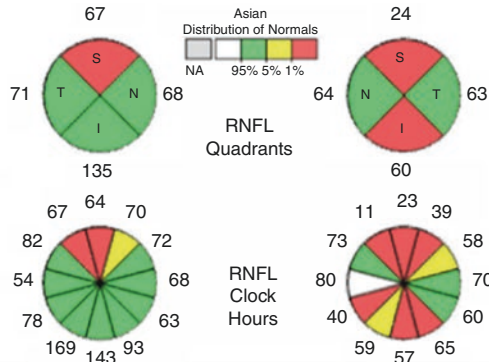 67
Asian
Distribution of Normals
24
S
T
N
I
71
68
135
NA
95% 5% 1%
RNFL
Quadrants
S
N
T
I
64
63
60
64
67
70
82
72
54
68
78
63
169
93
143
RNFL
Clock
Hours
23
11
39
73
58
80
70
40
60
59
65
57